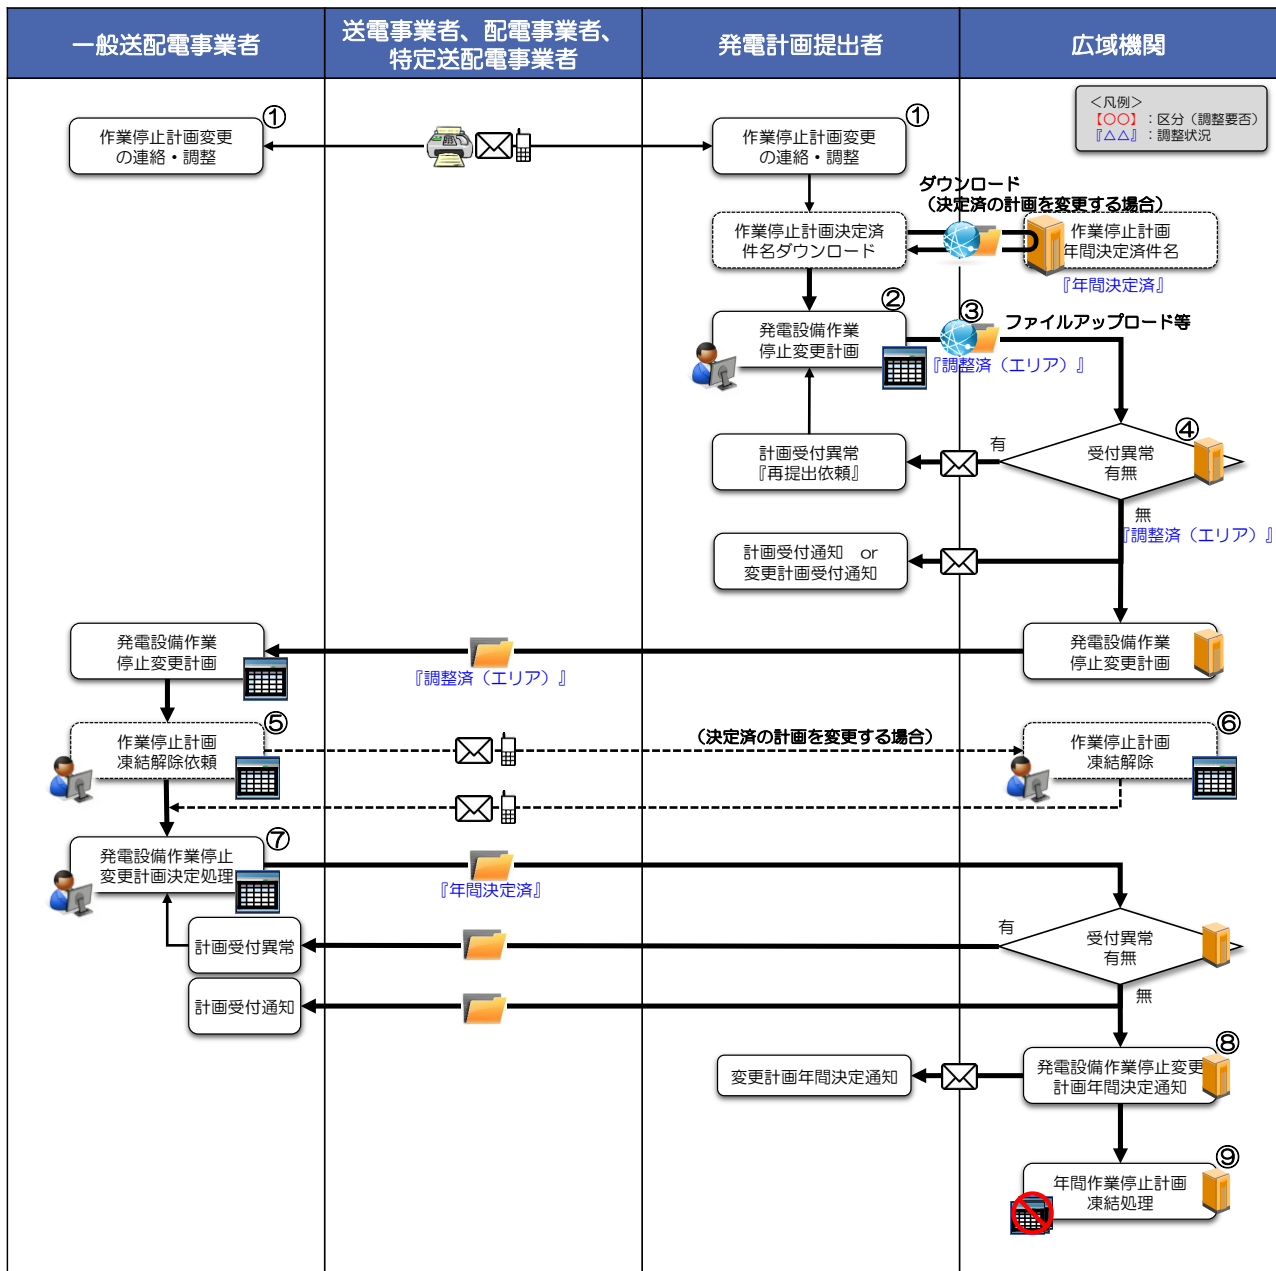 一般送配電事業者
送電事業者、配電事業者、
特定送配電事業者
発電計画提出者
広域機関
＜凡例＞
【〇〇】：区分（調整要否）
『△△』：調整状況
①
作業停止計画変更
の連絡・調整
①
作業停止計画変更
の連絡・調整
ダウンロード
（決定済の計画を変更する場合）
作業停止計画決定済
件名ダウンロード
作業停止計画
年間決定済件名
『年間決定済』
②
発電設備作業
停止変更計画
③
ファイルアップロード等
『調整済（エリア）』
④
受付異常
有無
有
計画受付異常
『再提出依頼』
無
『調整済（エリア）』
計画受付通知　or
変更計画受付通知
発電設備作業
停止変更計画
『調整済（エリア）』
発電設備作業
停止変更計画
⑤
作業停止計画
凍結解除依頼
（決定済の計画を変更する場合）
⑥
作業停止計画
凍結解除
⑦
発電設備作業停止
変更計画決定処理
『年間決定済』
受付異常
有無
有
計画受付異常
無
計画受付通知
⑧
発電設備作業停止変更
計画年間決定通知
変更計画年間決定通知
⑨
年間作業停止計画
凍結処理